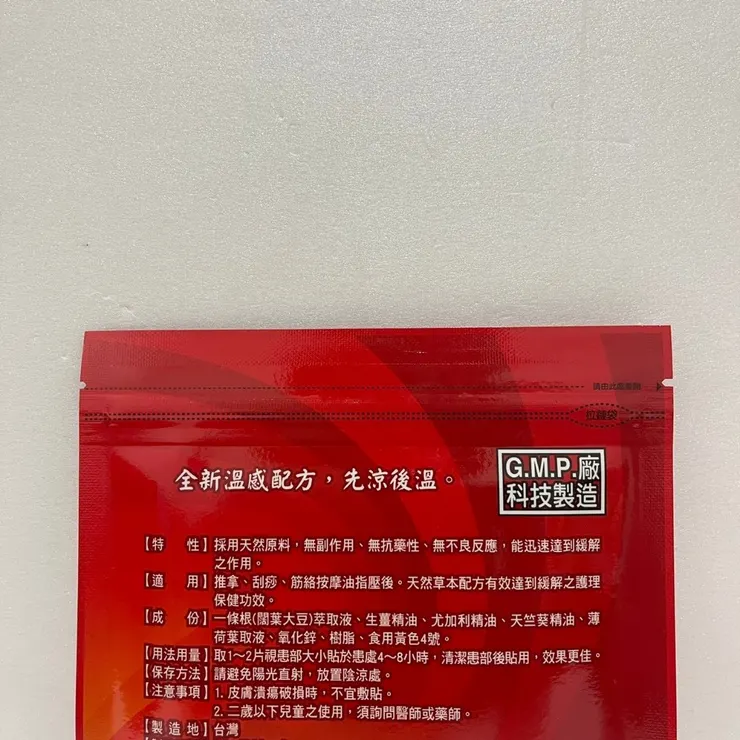 請由此處撕開
拉鏈袋
全新溫感配方，先涼後溫。
G.M.P.廠
科技製造
【特　性】採用天然原料，無副作用、無抗藥性、無不良反應，能迅速達到緩解
之作用。
【適　用】推拿、刮痧，筋絡按摩油指壓後。天然草本配方有效達到緩解之護理
保健功效。
【成　份】一條根(闊葉大豆)萃取液、生薑精油、尤加利精油、天竺葵精油、薄
荷葉取液、氧化鋅、樹脂、食用黃色4號。
【用法用量】取1～2片視患部大小貼於患處4～8小時，清潔患部後貼用，效果更佳。
【保存方法】請避免陽光直射，放置陰涼處。
【注意事項】1. 皮膚潰瘍破損時，不宜敷貼。
2. 二歲以下兒童之使用，須詢問醫師或藥師。
【製造地】台灣